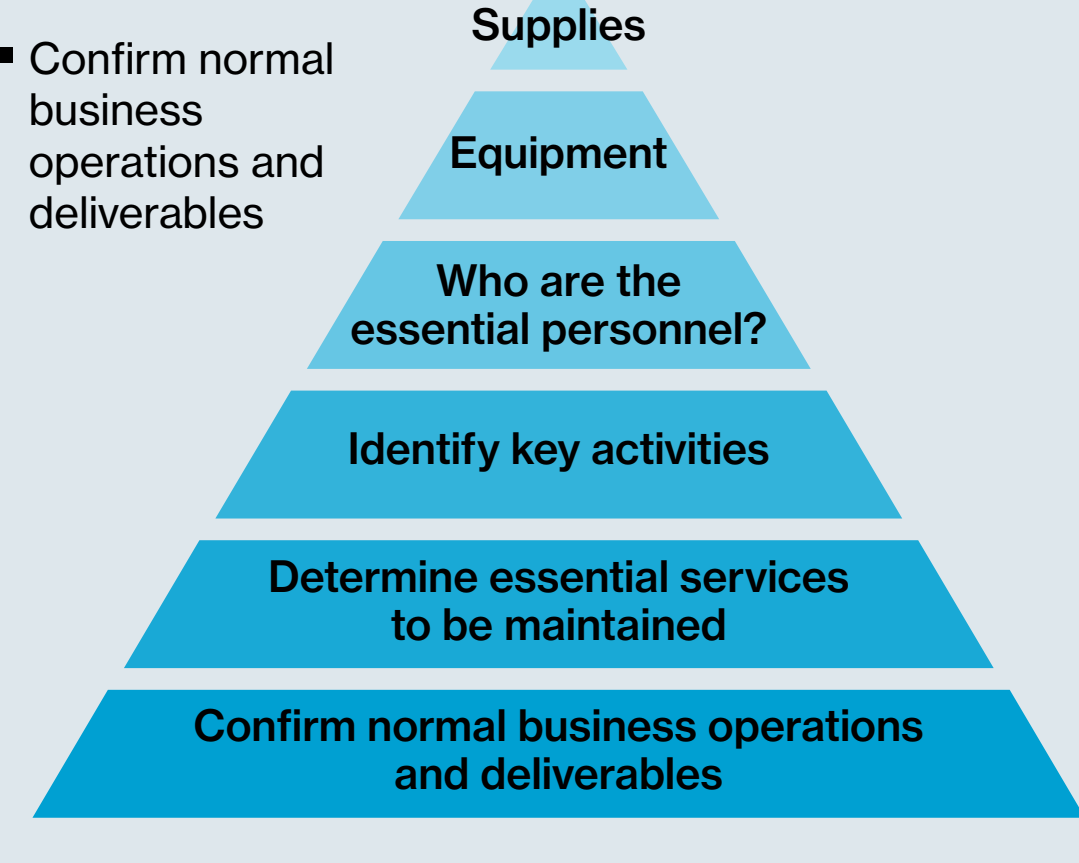 Confirm normal
business
operations and
deliverables
Supplies
Equipment
Who are the
essential personnel?
Identify key activities
Determine essential services
to be maintained
Confirm normal business operations
and deliverables